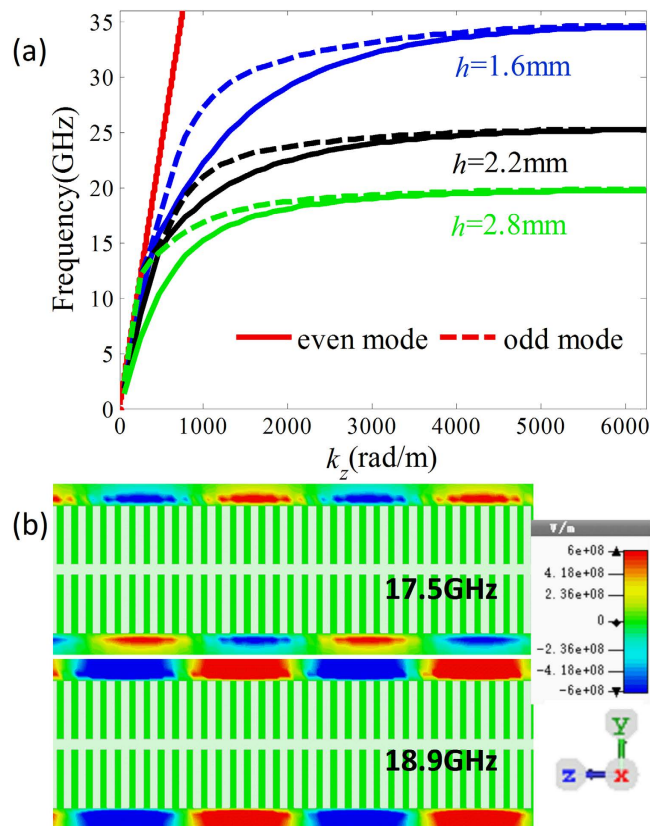 (a)
35
30
25
20
15
10
5
0
Frequency(GHz)
h=1.6mm
h=2.2mm
h=2.8mm
even mode
odd mode
0 1000 2000 3000 4000 5000 6000
k_z(rad/m)
(b)
17.5GHz
18.9GHz
V/m
6e+08
4.18e+08
2.36e+08
0
-2.36e+08
-4.18e+08
-6e+08
y
z x